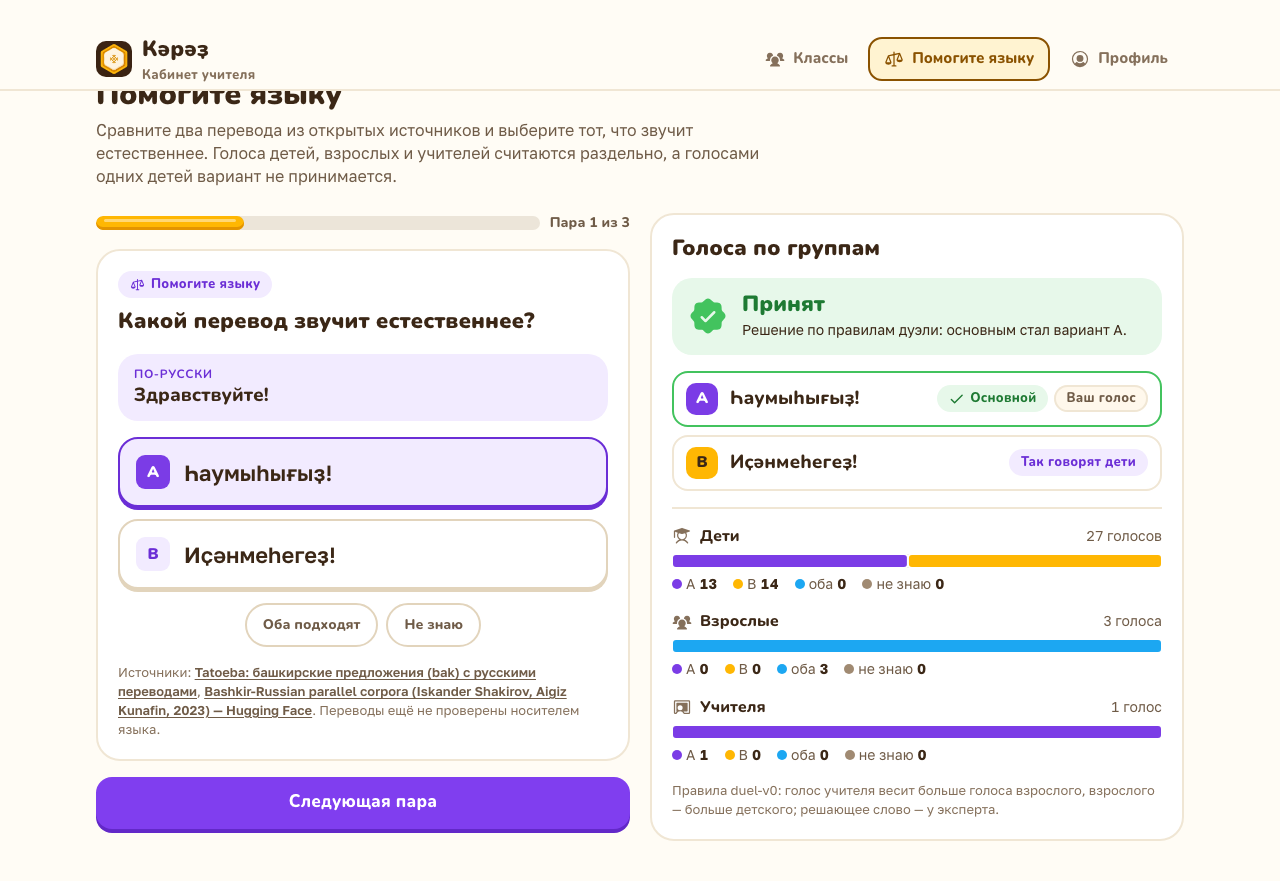 Кәрәҙ
Кабинет учителя
Классы
Помогите языку
Профиль
Помогите языку
Сравните два перевода из открытых источников и выберите тот, что звучит
естественнее. Голоса детей, взрослых и учителей считаются раздельно, а голосами
одних детей вариант не принимается.
Пара 1 из 3
Помогите языку
Какой перевод звучит естественнее?
ПО-РУССКИ
Здравствуйте!
A
Һаумыһығыҙ!
B
Иҫәнмеһегеҙ!
Оба подходят
Не знаю
Источники: Tatoeba: башкирские предложения (bak) с русскими
переводами, Bashkir-Russian parallel corpora (Iskander Shakirov, Aigiz
Kunafin, 2023) — Hugging Face. Переводы ещё не проверены носителем
языка.
Следующая пара
Голоса по группам
Принят
Решение по правилам дуэли: основным стал вариант A.
A
Һаумыһығыҙ!
Основной
Ваш голос
B
Иҫәнмеһегеҙ!
Так говорят дети
Дети
27 голосов
A 13 B 14 оба 0 не знаю 0
Взрослые
3 голоса
A 0 B 0 оба 3 не знаю 0
Учителя
1 голос
A 1 B 0 оба 0 не знаю 0
Правила duel-v0: голос учителя весит больше голоса взрослого, взрослого
— больше детского; решающее слово — у эксперта.